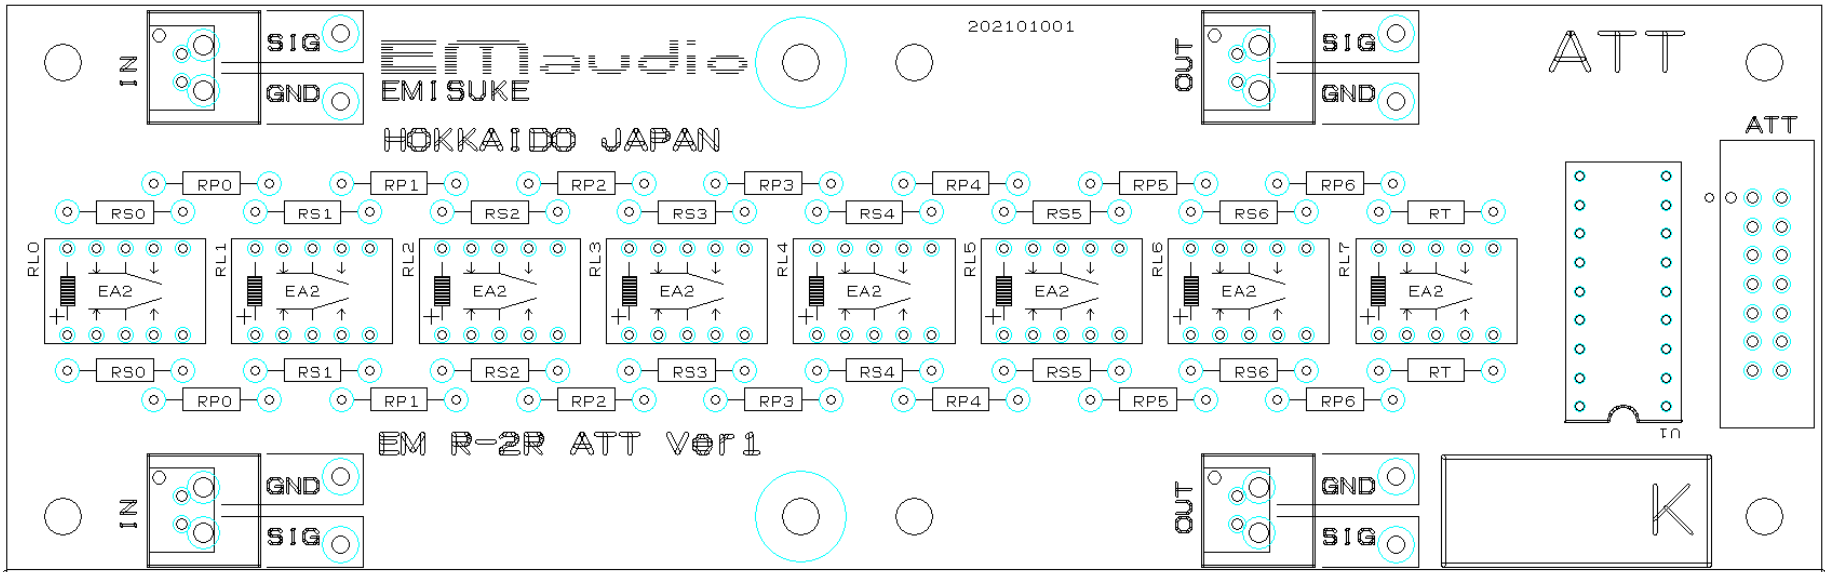 IN
SIG
GND
EMaudio
EMISUKE
HOKKAIDO JAPAN
202101001
OUT
SIG
GND
ATT
ATT
RP0 RP1 RP2 RP3 RP4 RP5 RP6
RS0 RS1 RS2 RS3 RS4 RS5 RS6 RT
RL0 RL1 RL2 RL3 RL4 RL5 RL6 RL7
EA2 EA2 EA2 EA2 EA2 EA2 EA2 EA2
+ + + + + + + +
RS0 RS1 RS2 RS3 RS4 RS5 RS6 RT
RP0 RP1 RP2 RP3 RP4 RP5 RP6
U1
EM R-2R ATT Ver1
IN
GND
SIG
OUT
GND
SIG
K